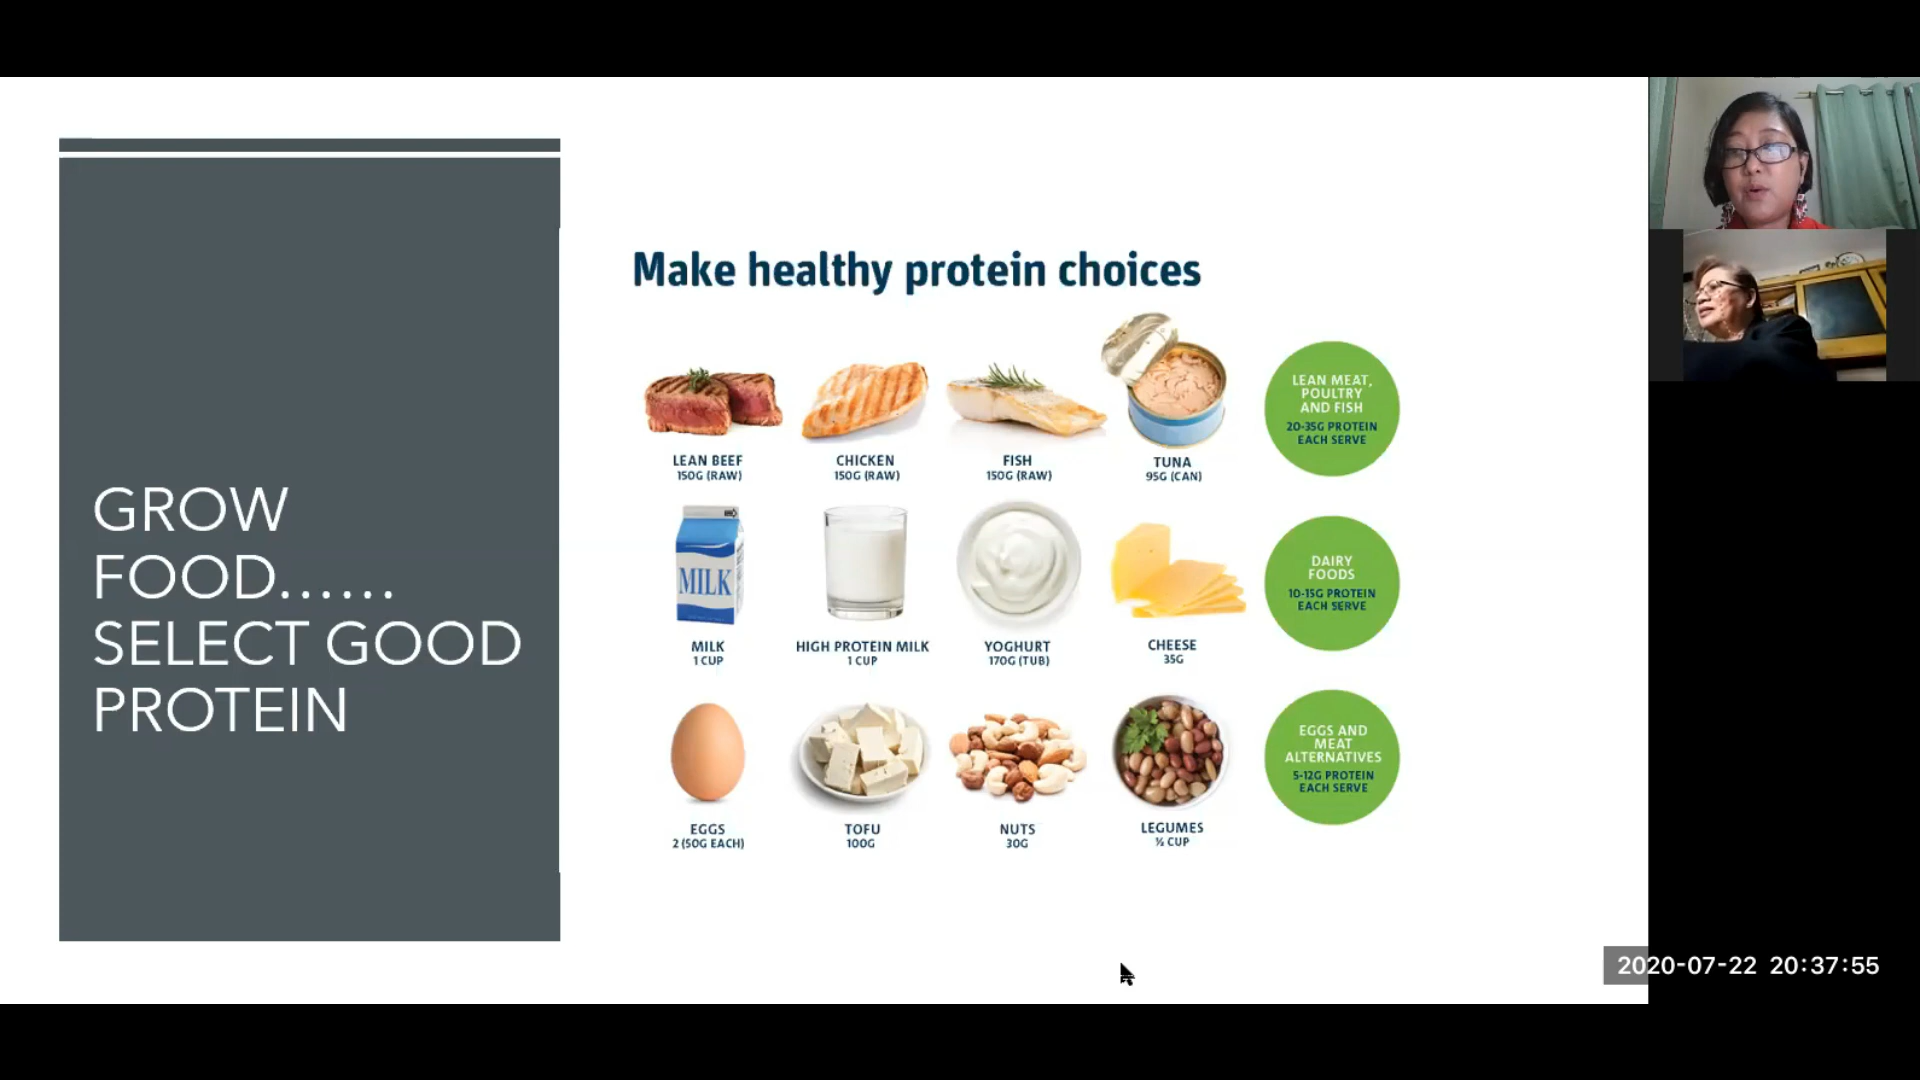 GROW
FOOD......
SELECT GOOD
PROTEIN
Make healthy protein choices
LEAN BEEF
150G (RAW)
CHICKEN
150G (RAW)
FISH
150G (RAW)
TUNA
95G (CAN)
LEAN MEAT,
POULTRY
AND FISH
20-35G PROTEIN
EACH SERVE
MILK
MILK
1 CUP
HIGH PROTEIN MILK
1 CUP
YOGHURT
170G (TUB)
CHEESE
35G
DAIRY
FOODS
10-15G PROTEIN
EACH SERVE
EGGS
2 (50G EACH)
TOFU
100G
NUTS
30G
LEGUMES
½ CUP
EGGS AND
MEAT
ALTERNATIVES
5-12G PROTEIN
EACH SERVE
2020-07-22 20:37:55